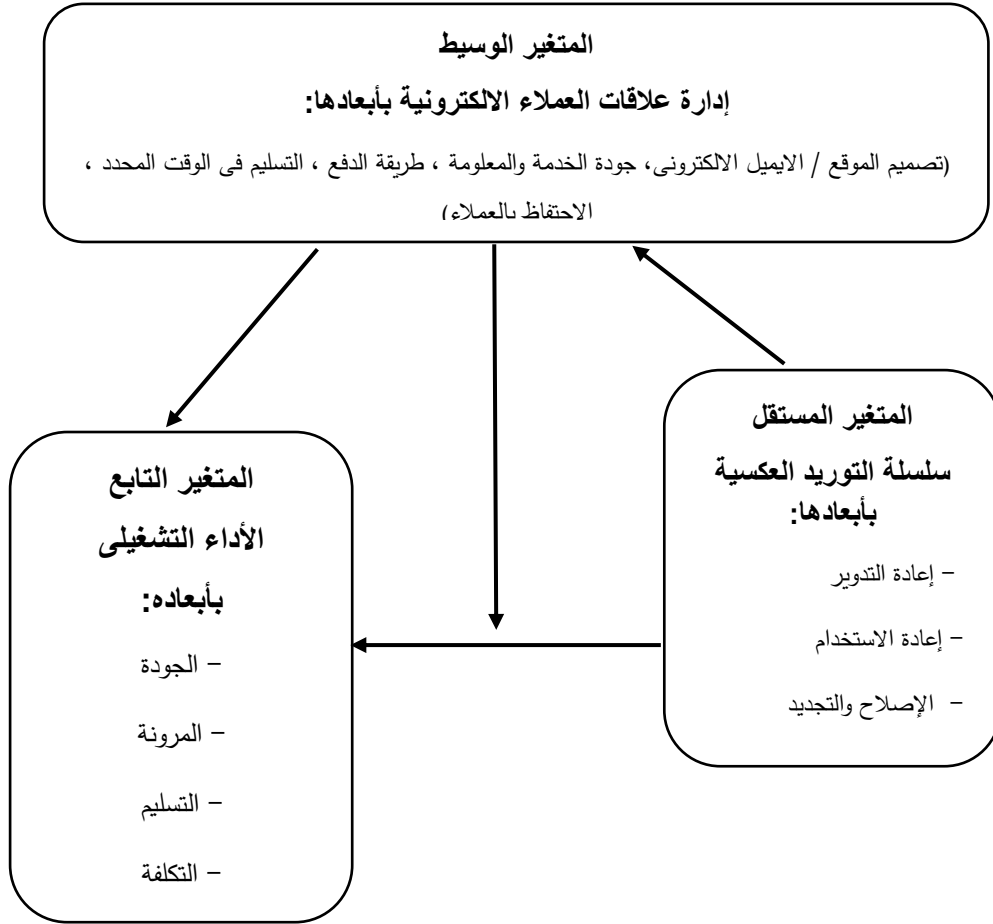 المتغير الوسيط
إدارة علاقات العملاء الالكترونية بأبعادها:
(تصميم الموقع / الايميل الالكترونى، جودة الخدمة والمعلومة ، طريقة الدفع ، التسليم فى الوقت المحدد ،
الاحتفاظ بالعملاء)
المتغير المستقل
سلسلة التوريد العكسية
بأبعادها:
- إعادة التدوير
- إعادة الاستخدام
- الإصلاح والتجديد
المتغير التابع
الأداء التشغيلى
بأبعاده:
- الجودة
- المرونة
- التسليم
- التكلفة